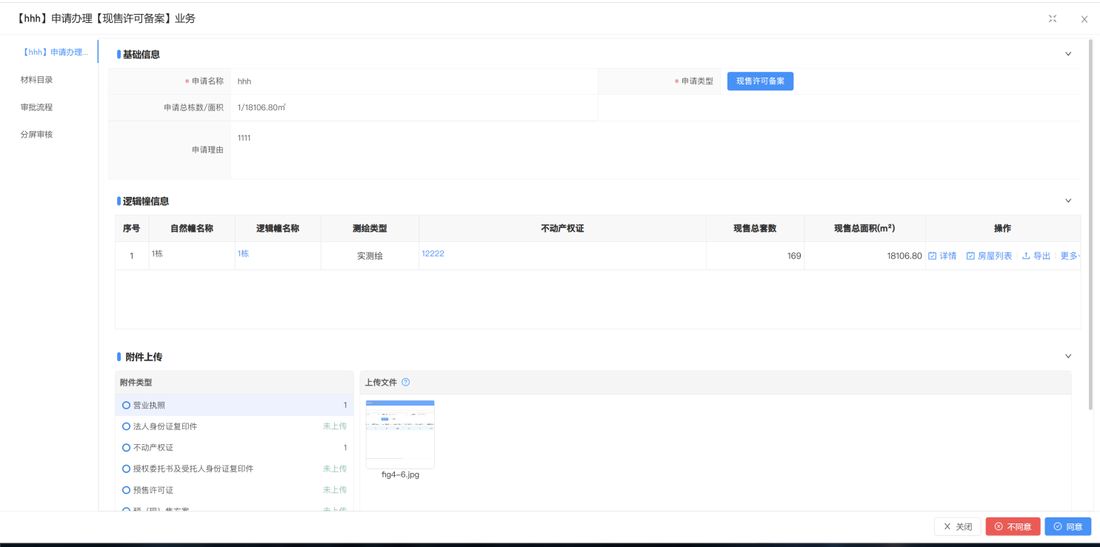 【hhh】申请办理【现售许可备案】业务
【hhh】申请办理...
材料目录
审批流程
分屏审核
基础信息
* 申请名称 hhh * 申请类型 现售许可备案
申请总栋数/面积 1/18106.80㎡
申请理由 1111
逻辑幢信息
序号 自然幢名称 逻辑幢名称 测绘类型 不动产权证 现售总套数 现售总面积(m²) 操作
1 1栋 1栋 实测绘 12222 169 18106.80 详情 房屋列表 导出 更多
附件上传
附件类型 上传文件
营业执照 1
法人身份证复印件 未上传
不动产权证 1
授权委托书及受托人身份证复印件 未上传
预售许可证 未上传
fig4-6.jpg
预（现）售方案 未上传
关闭 不同意 同意